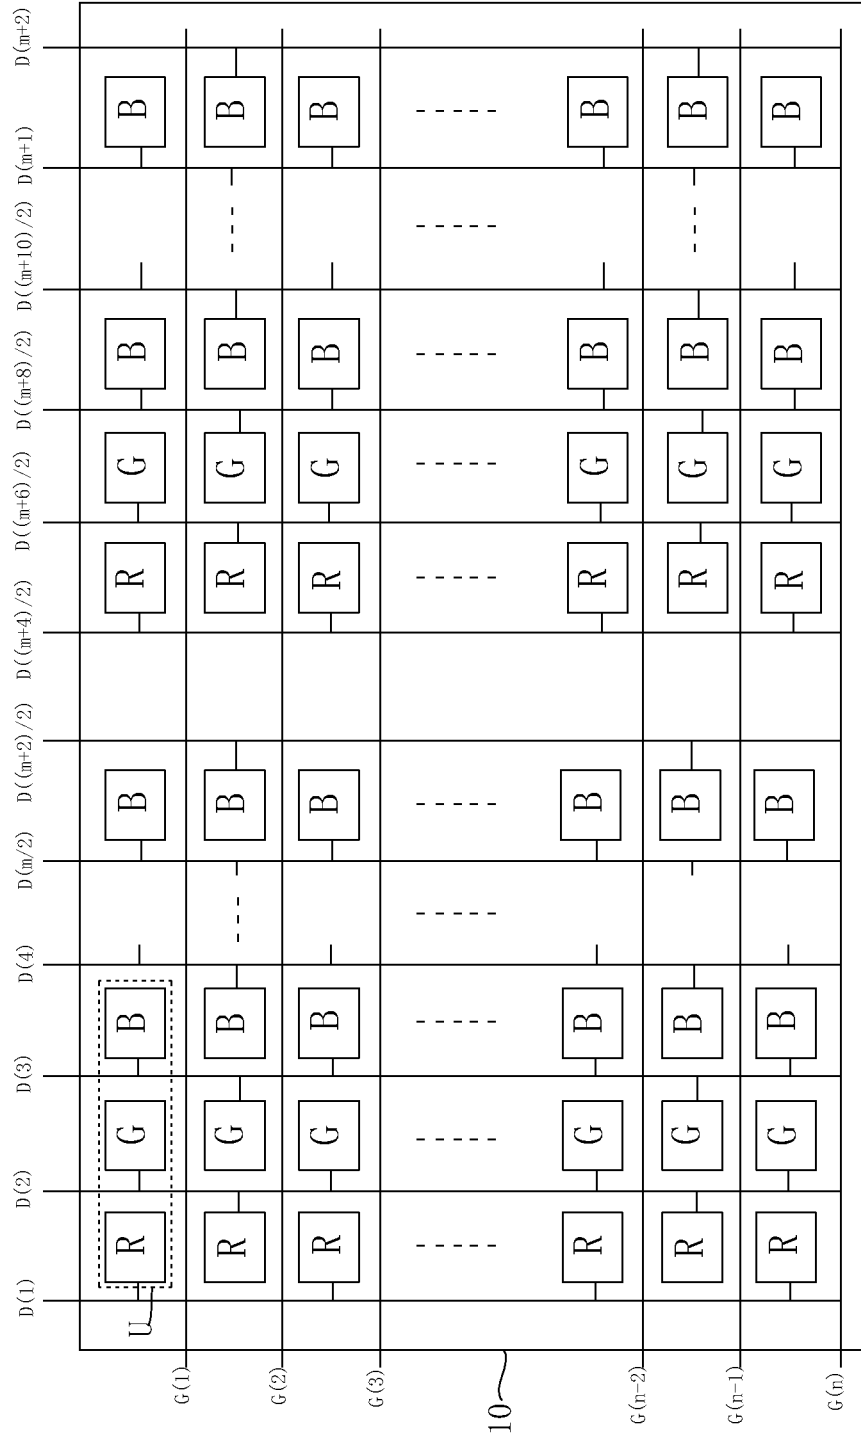 D(1) D(2) D(3) D(4) D(m/2) D((m+2)/2) D((m+4)/2) D((m+6)/2) D((m+8)/2) D((m+10)/2) D(m+1) D(m+2)
U
R G B B R G B B
G(1)
R G B B R G B B
G(2)
R G B B R G B B
G(3)
10
R G B B R G B B
G(n-2)
R G B B R G B B
G(n-1)
R G B B R G B B
G(n)